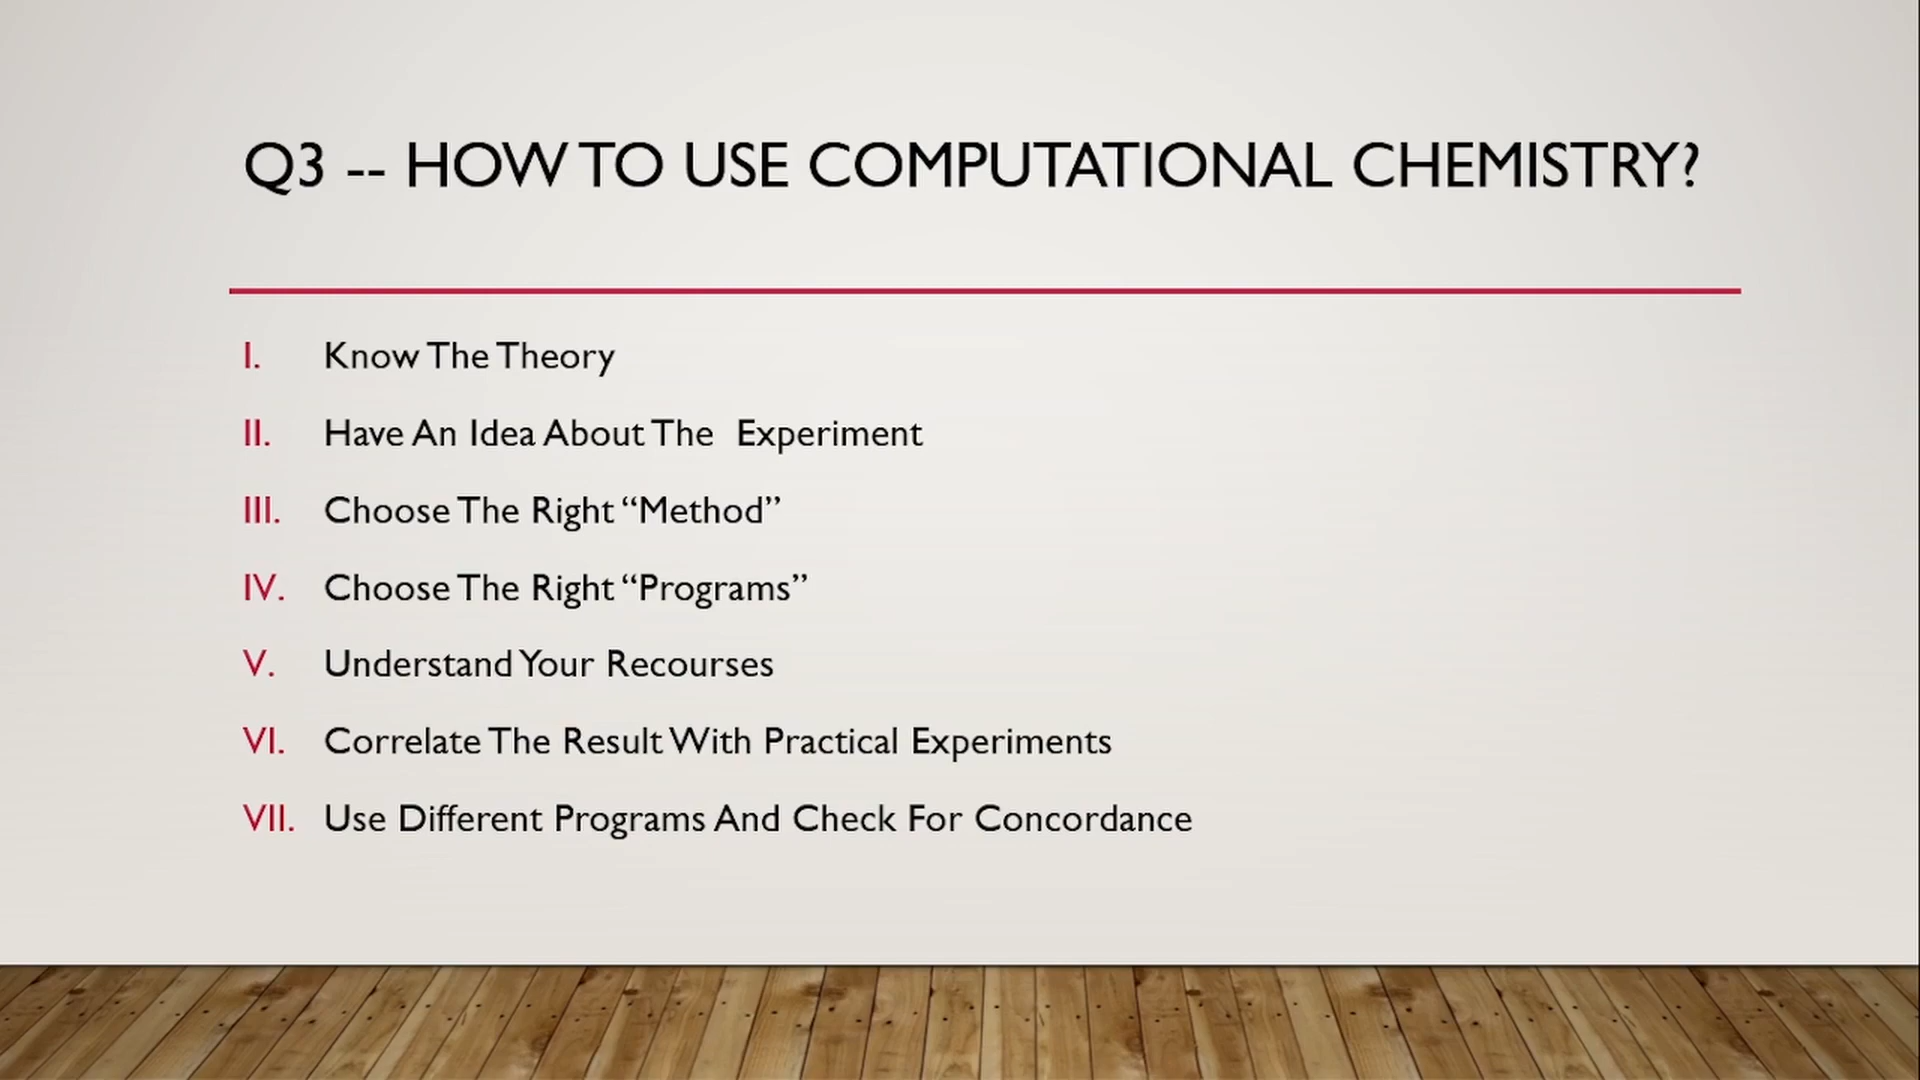 Q3 -- HOW TO USE COMPUTATIONAL CHEMISTRY?
I. Know The Theory
II. Have An Idea About The  Experiment
III. Choose The Right “Method”
IV. Choose The Right “Programs”
V. Understand Your Recourses
VI. Correlate The Result With Practical Experiments
VII. Use Different Programs And Check For Concordance